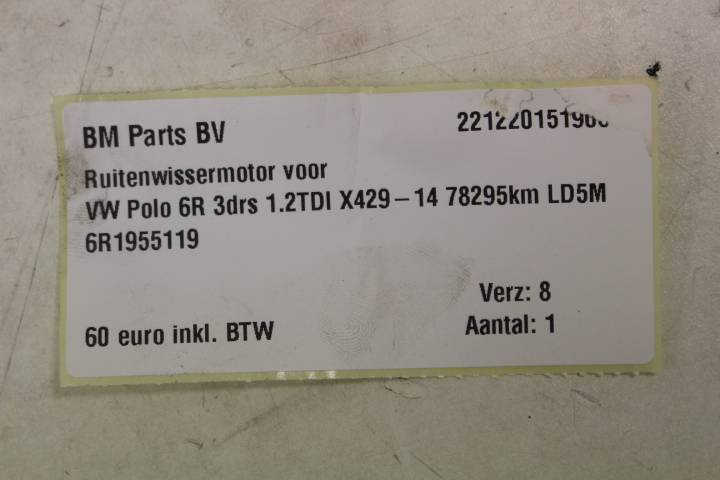 BM Parts BV
Ruitenwissermotor voor
VW Polo 6R 3drs 1.2TDI X429-14 78295km LD5M
6R1955119
Verz: 8
60 euro inkl. BTW
Aantal: 1